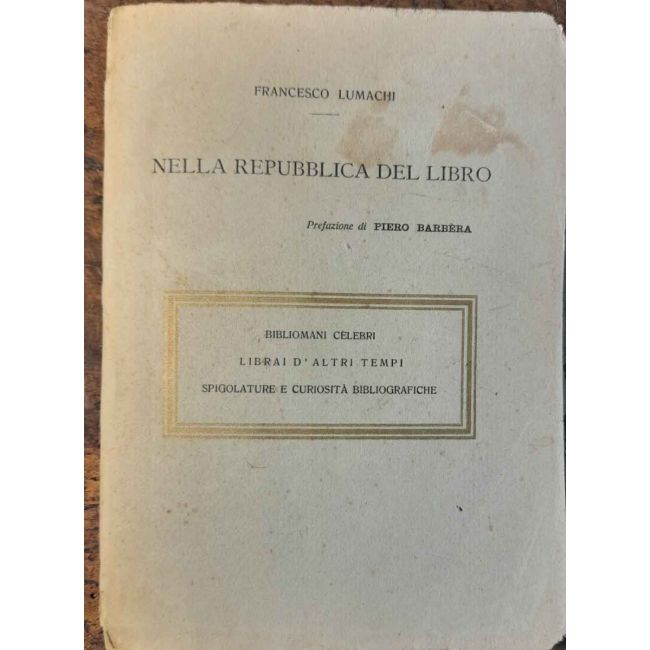 FRANCESCO LUMACHI
NELLA REPUBBLICA DEL LIBRO
Prefazione di PIERO BARBÈRA
BIBLIOMANI CELEBRI
LIBRAI D'ALTRI TEMPI
SPIGOLATURE E CURIOSITÀ BIBLIOGRAFICHE